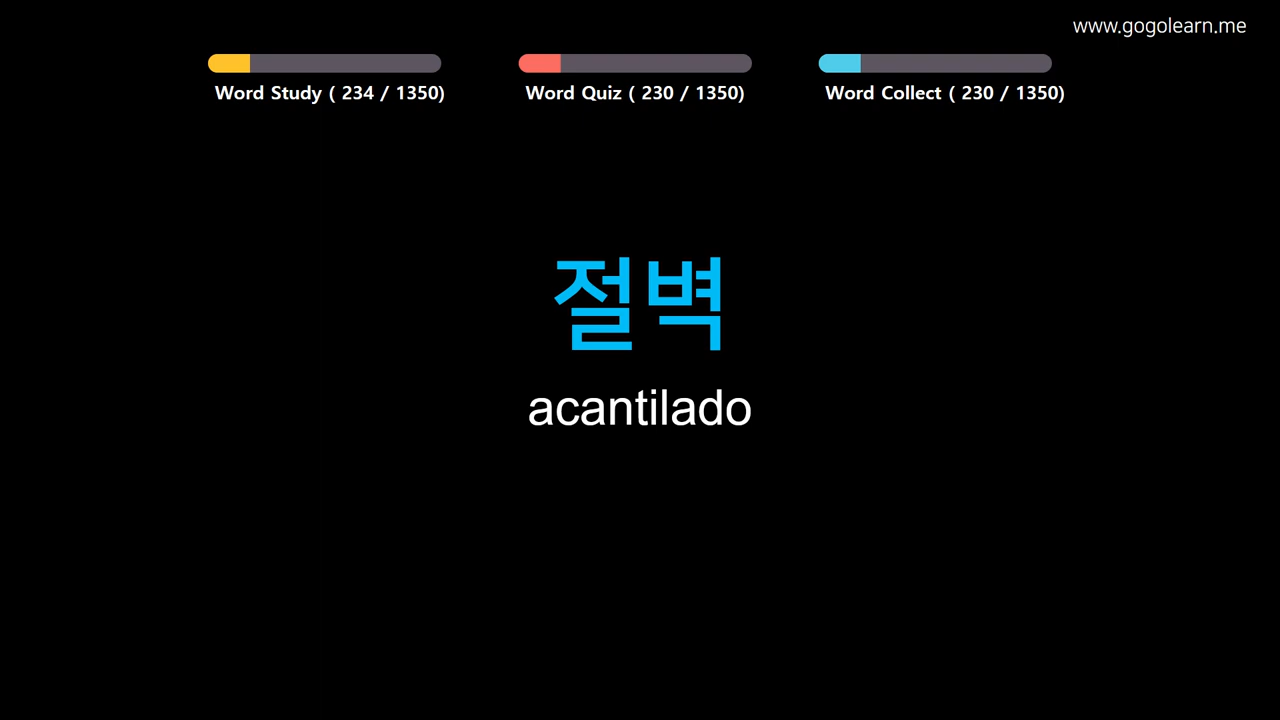 www.gogolearn.me
Word Study ( 234 / 1350)
Word Quiz ( 230 / 1350)
Word Collect ( 230 / 1350)
절벽
acantilado